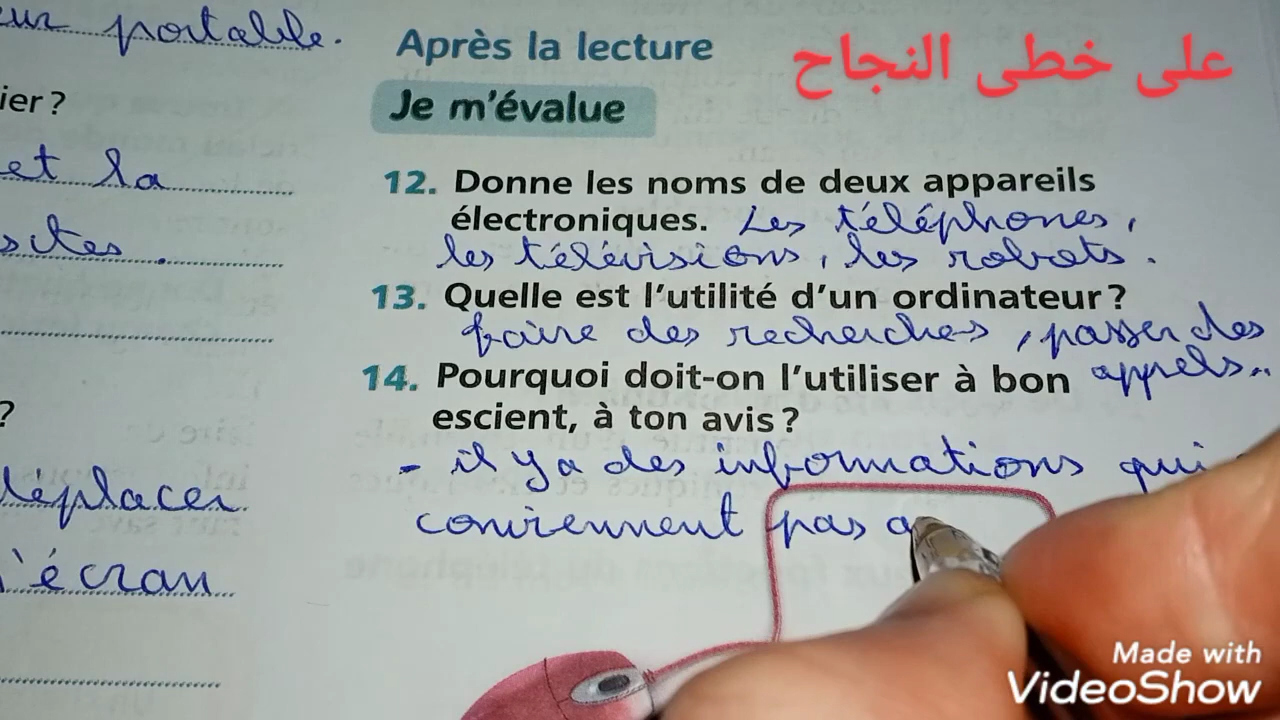 eur portable.
ier ?
et la
sites.
?
déplacer
l'écran
Après la lecture
على خطى النجاح
Je m'évalue
12. Donne les noms de deux appareils
électroniques. Les téléphones,
les télévisions, les robots.
13. Quelle est l'utilité d'un ordinateur ?
faire des recherches, passer des
14. Pourquoi doit-on l'utiliser à bon appels..
escient, à ton avis ?
- il y a des informations qui
conviennent pas a
Made with
VideoShow